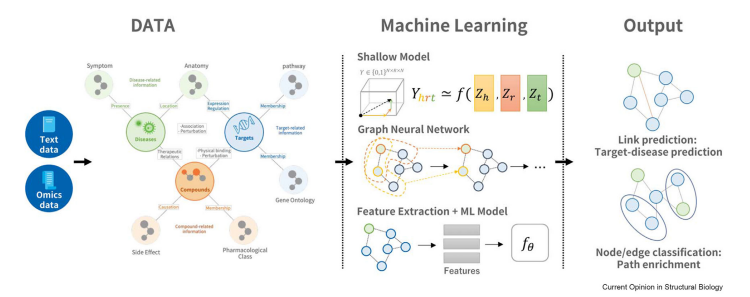 DATA
Machine Learning
Output
Text
data
Omics
data
Symptom
Anatomy
pathway
Disease-related
information
Presence
Location
Expression
Regulation
Membership
Diseases
Association
- Perturbation
Targets
Target-related
information
Therapeutic
Relations
Physical binding
- Perturbation
Membership
Compounds
Gene Ontology
Causation
Membership
Compound-related
information
Side Effect
Pharmacological
Class
Shallow Model
Y ∈ {0,1}^{N×R×N}
Y_{hrt} ≃ f( Z_h , Z_r , Z_t )
Graph Neural Network
...
Feature Extraction + ML Model
Features
f_θ
Link prediction:
Target-disease prediction
Node/edge classification:
Path enrichment
Current Opinion in Structural Biology